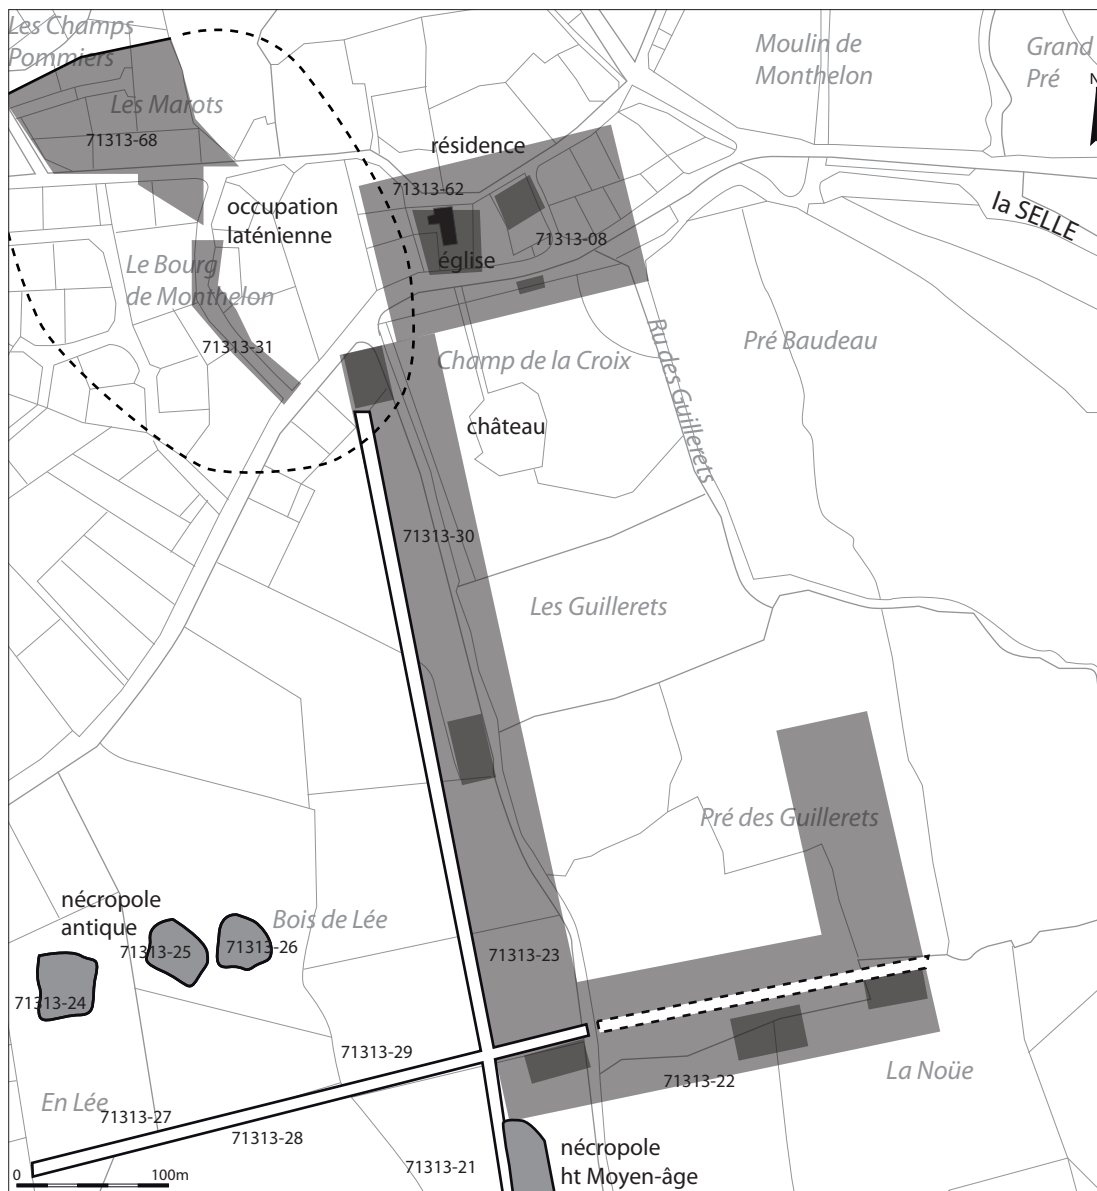 Les Champs
Pommiers
Les Marots
71313-68
Moulin de
Monthelon
Grand
Pré
N
résidence
71313-62
71313-08
église
la SELLE
occupation
laténienne
Le Bourg
de Monthelon
71313-31
Champ de la Croix
Ru des Guillerets
Pré Baudeau
château
71313-30
Les Guillerets
Pré des Guillerets
nécropole
antique
71313-25
71313-26
Bois de Lée
71313-24
71313-23
71313-29
71313-22
La Noüe
En Lée
71313-27
71313-28
71313-21
nécropole
ht Moyen-âge
0 100m